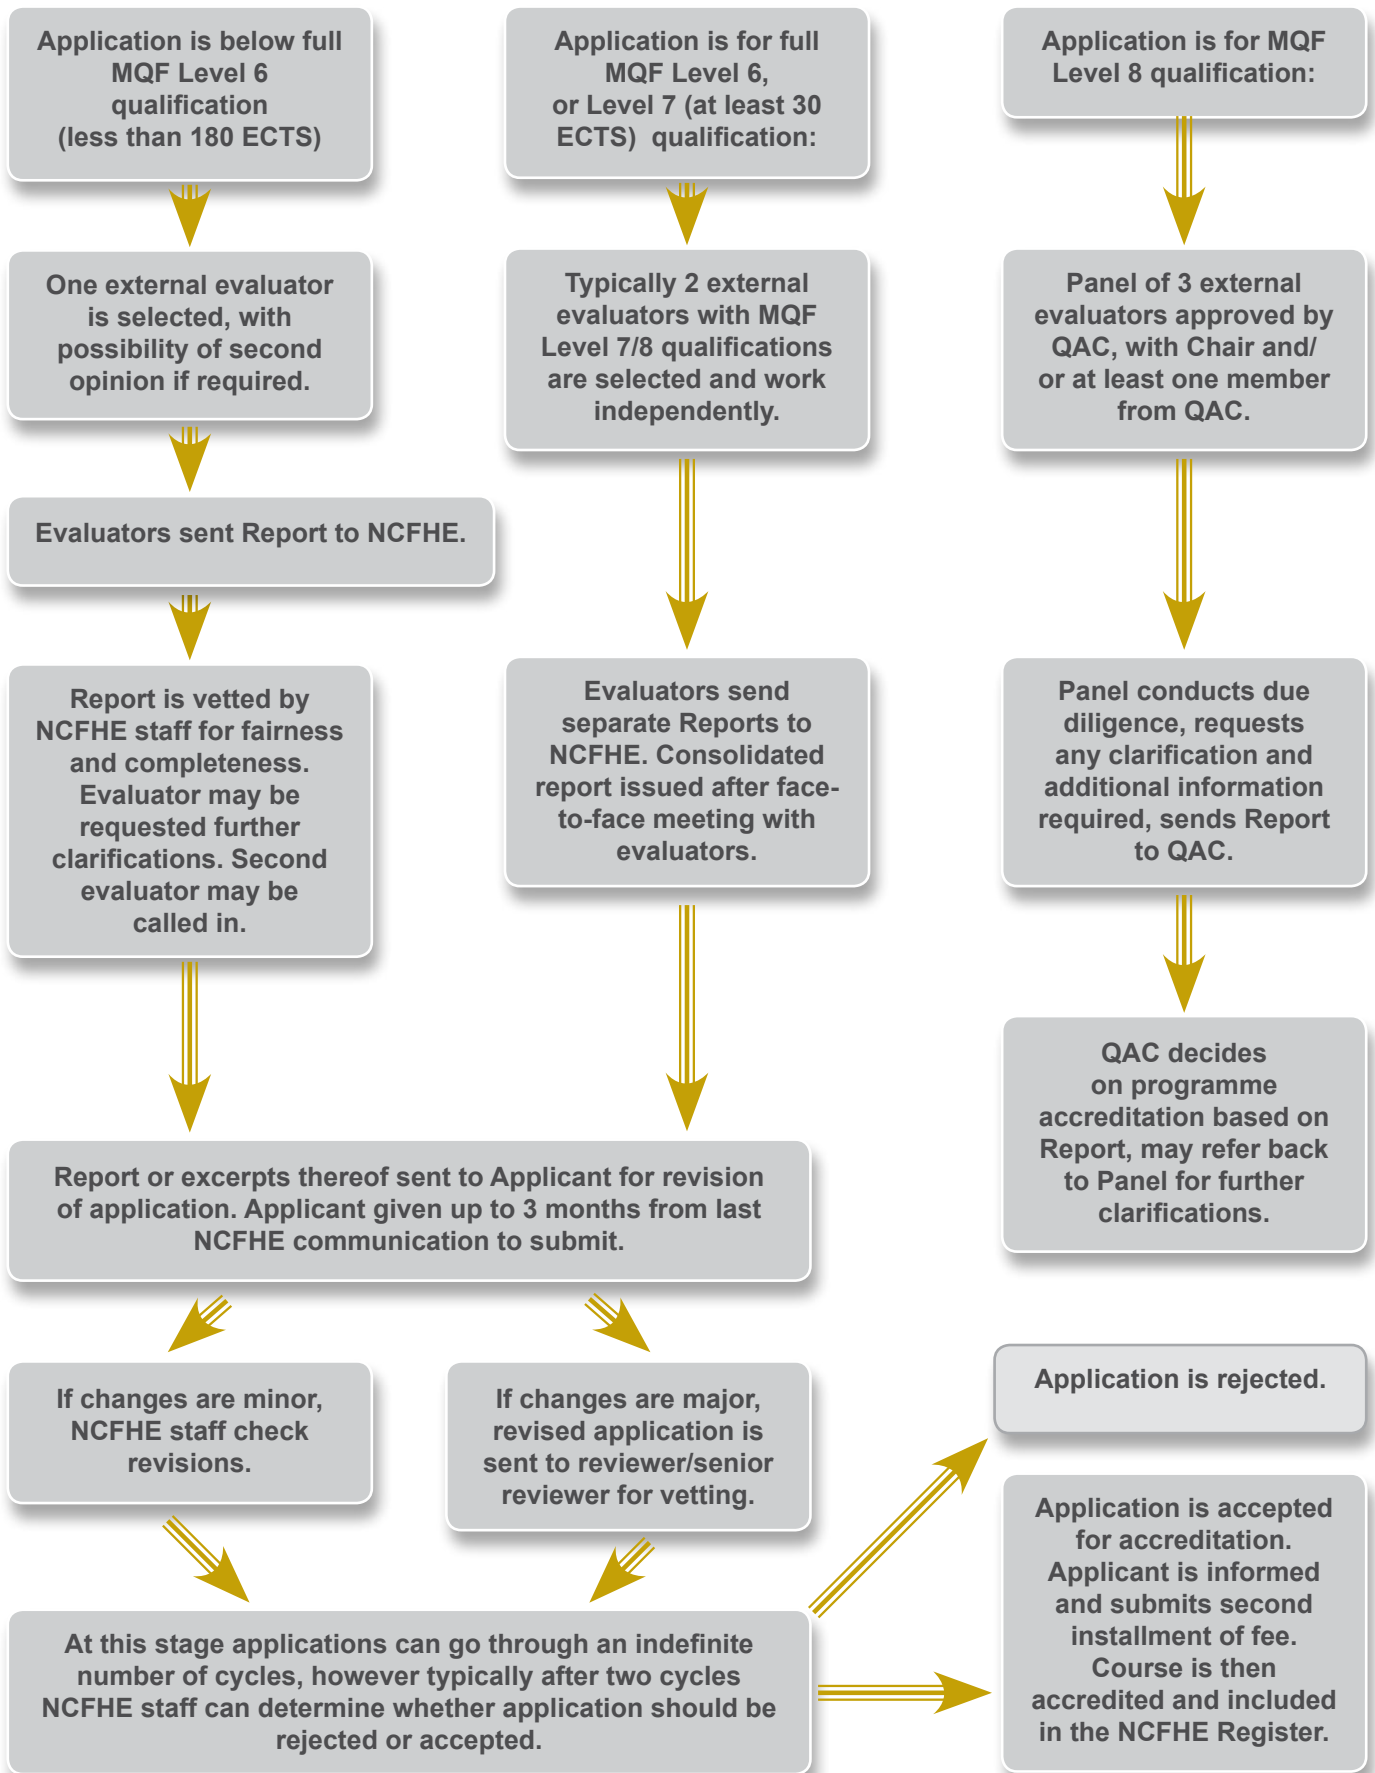 Application is below full
MQF Level 6
qualification
(less than 180 ECTS)
Application is for full
MQF Level 6,
or Level 7 (at least 30
ECTS) qualification:
Application is for MQF
Level 8 qualification:
One external evaluator
is selected, with
possibility of second
opinion if required.
Typically 2 external
evaluators with MQF
Level 7/8 qualifications
are selected and work
independently.
Panel of 3 external
evaluators approved by
QAC, with Chair and/
or at least one member
from QAC.
Evaluators sent Report to NCFHE.
Report is vetted by
NCFHE staff for fairness
and completeness.
Evaluator may be
requested further
clarifications. Second
evaluator may be
called in.
Evaluators send
separate Reports to
NCFHE. Consolidated
report issued after face-
to-face meeting with
evaluators.
Panel conducts due
diligence, requests
any clarification and
additional information
required, sends Report
to QAC.
QAC decides
on programme
accreditation based on
Report, may refer back
to Panel for further
clarifications.
Report or excerpts thereof sent to Applicant for revision
of application. Applicant given up to 3 months from last
NCFHE communication to submit.
If changes are minor,
NCFHE staff check
revisions.
If changes are major,
revised application is
sent to reviewer/senior
reviewer for vetting.
Application is rejected.
Application is accepted
for accreditation.
Applicant is informed
and submits second
installment of fee.
Course is then
accredited and included
in the NCFHE Register.
At this stage applications can go through an indefinite
number of cycles, however typically after two cycles
NCFHE staff can determine whether application should be
rejected or accepted.